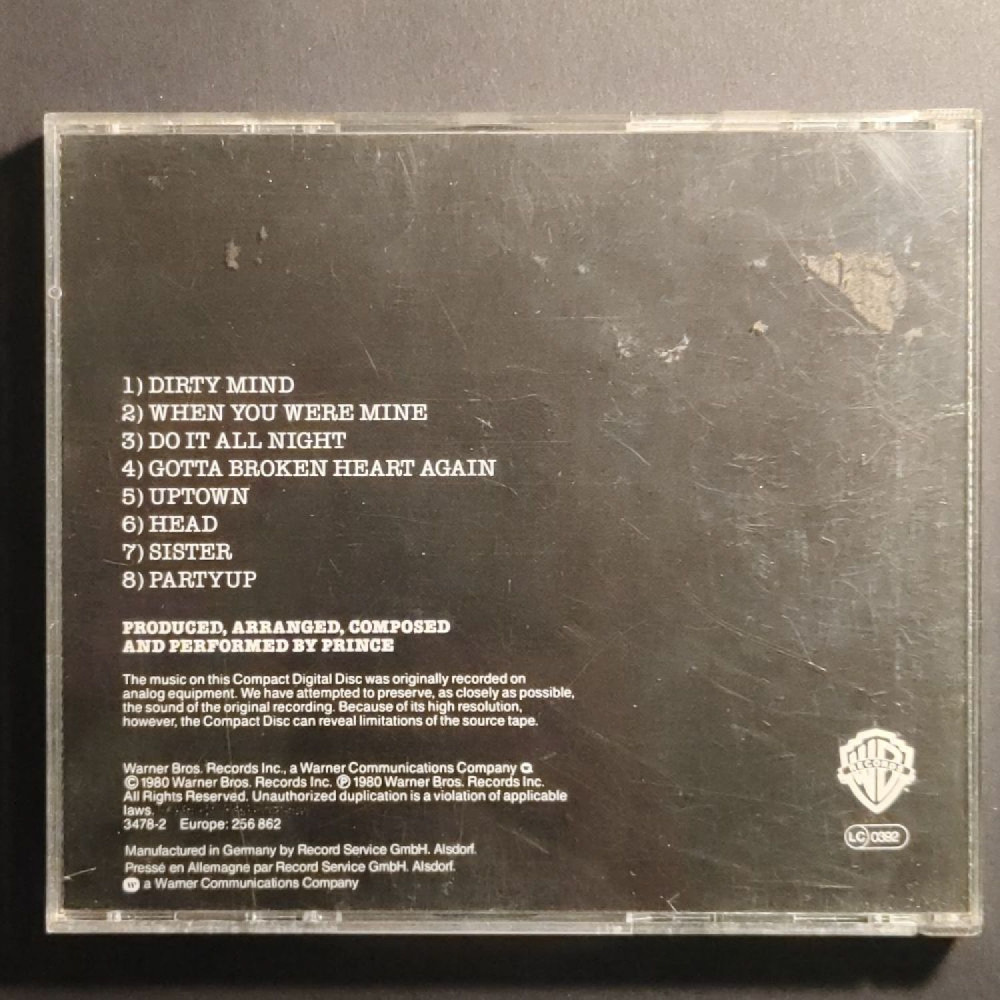 1) DIRTY MIND
2) WHEN YOU WERE MINE
3) DO IT ALL NIGHT
4) GOTTA BROKEN HEART AGAIN
5) UPTOWN
6) HEAD
7) SISTER
8) PARTYUP
PRODUCED, ARRANGED, COMPOSED
AND PERFORMED BY PRINCE
The music on this Compact Digital Disc was originally recorded on
analog equipment. We have attempted to preserve, as closely as possible,
the sound of the original recording. Because of its high resolution,
however, the Compact Disc can reveal limitations of the source tape.
Warner Bros. Records Inc., a Warner Communications Company
© 1980 Warner Bros. Records Inc. ℗ 1980 Warner Bros. Records Inc.
All Rights Reserved. Unauthorized duplication is a violation of applicable
laws.
3478-2 Europe: 256 862
Manufactured in Germany by Record Service GmbH. Alsdorf.
Pressé en Allemagne par Record Service GmbH. Alsdorf.
w a Warner Communications Company
WB
RECORDS
LC 0392